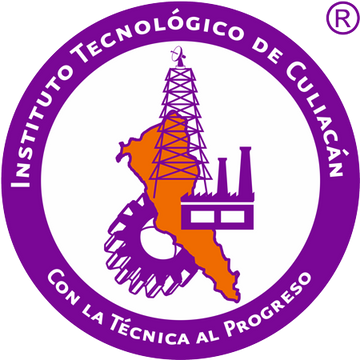 ®
INSTITUTO TECNOLÓGICO DE CULIACÁN
CON LA TÉCNICA AL PROGRESO